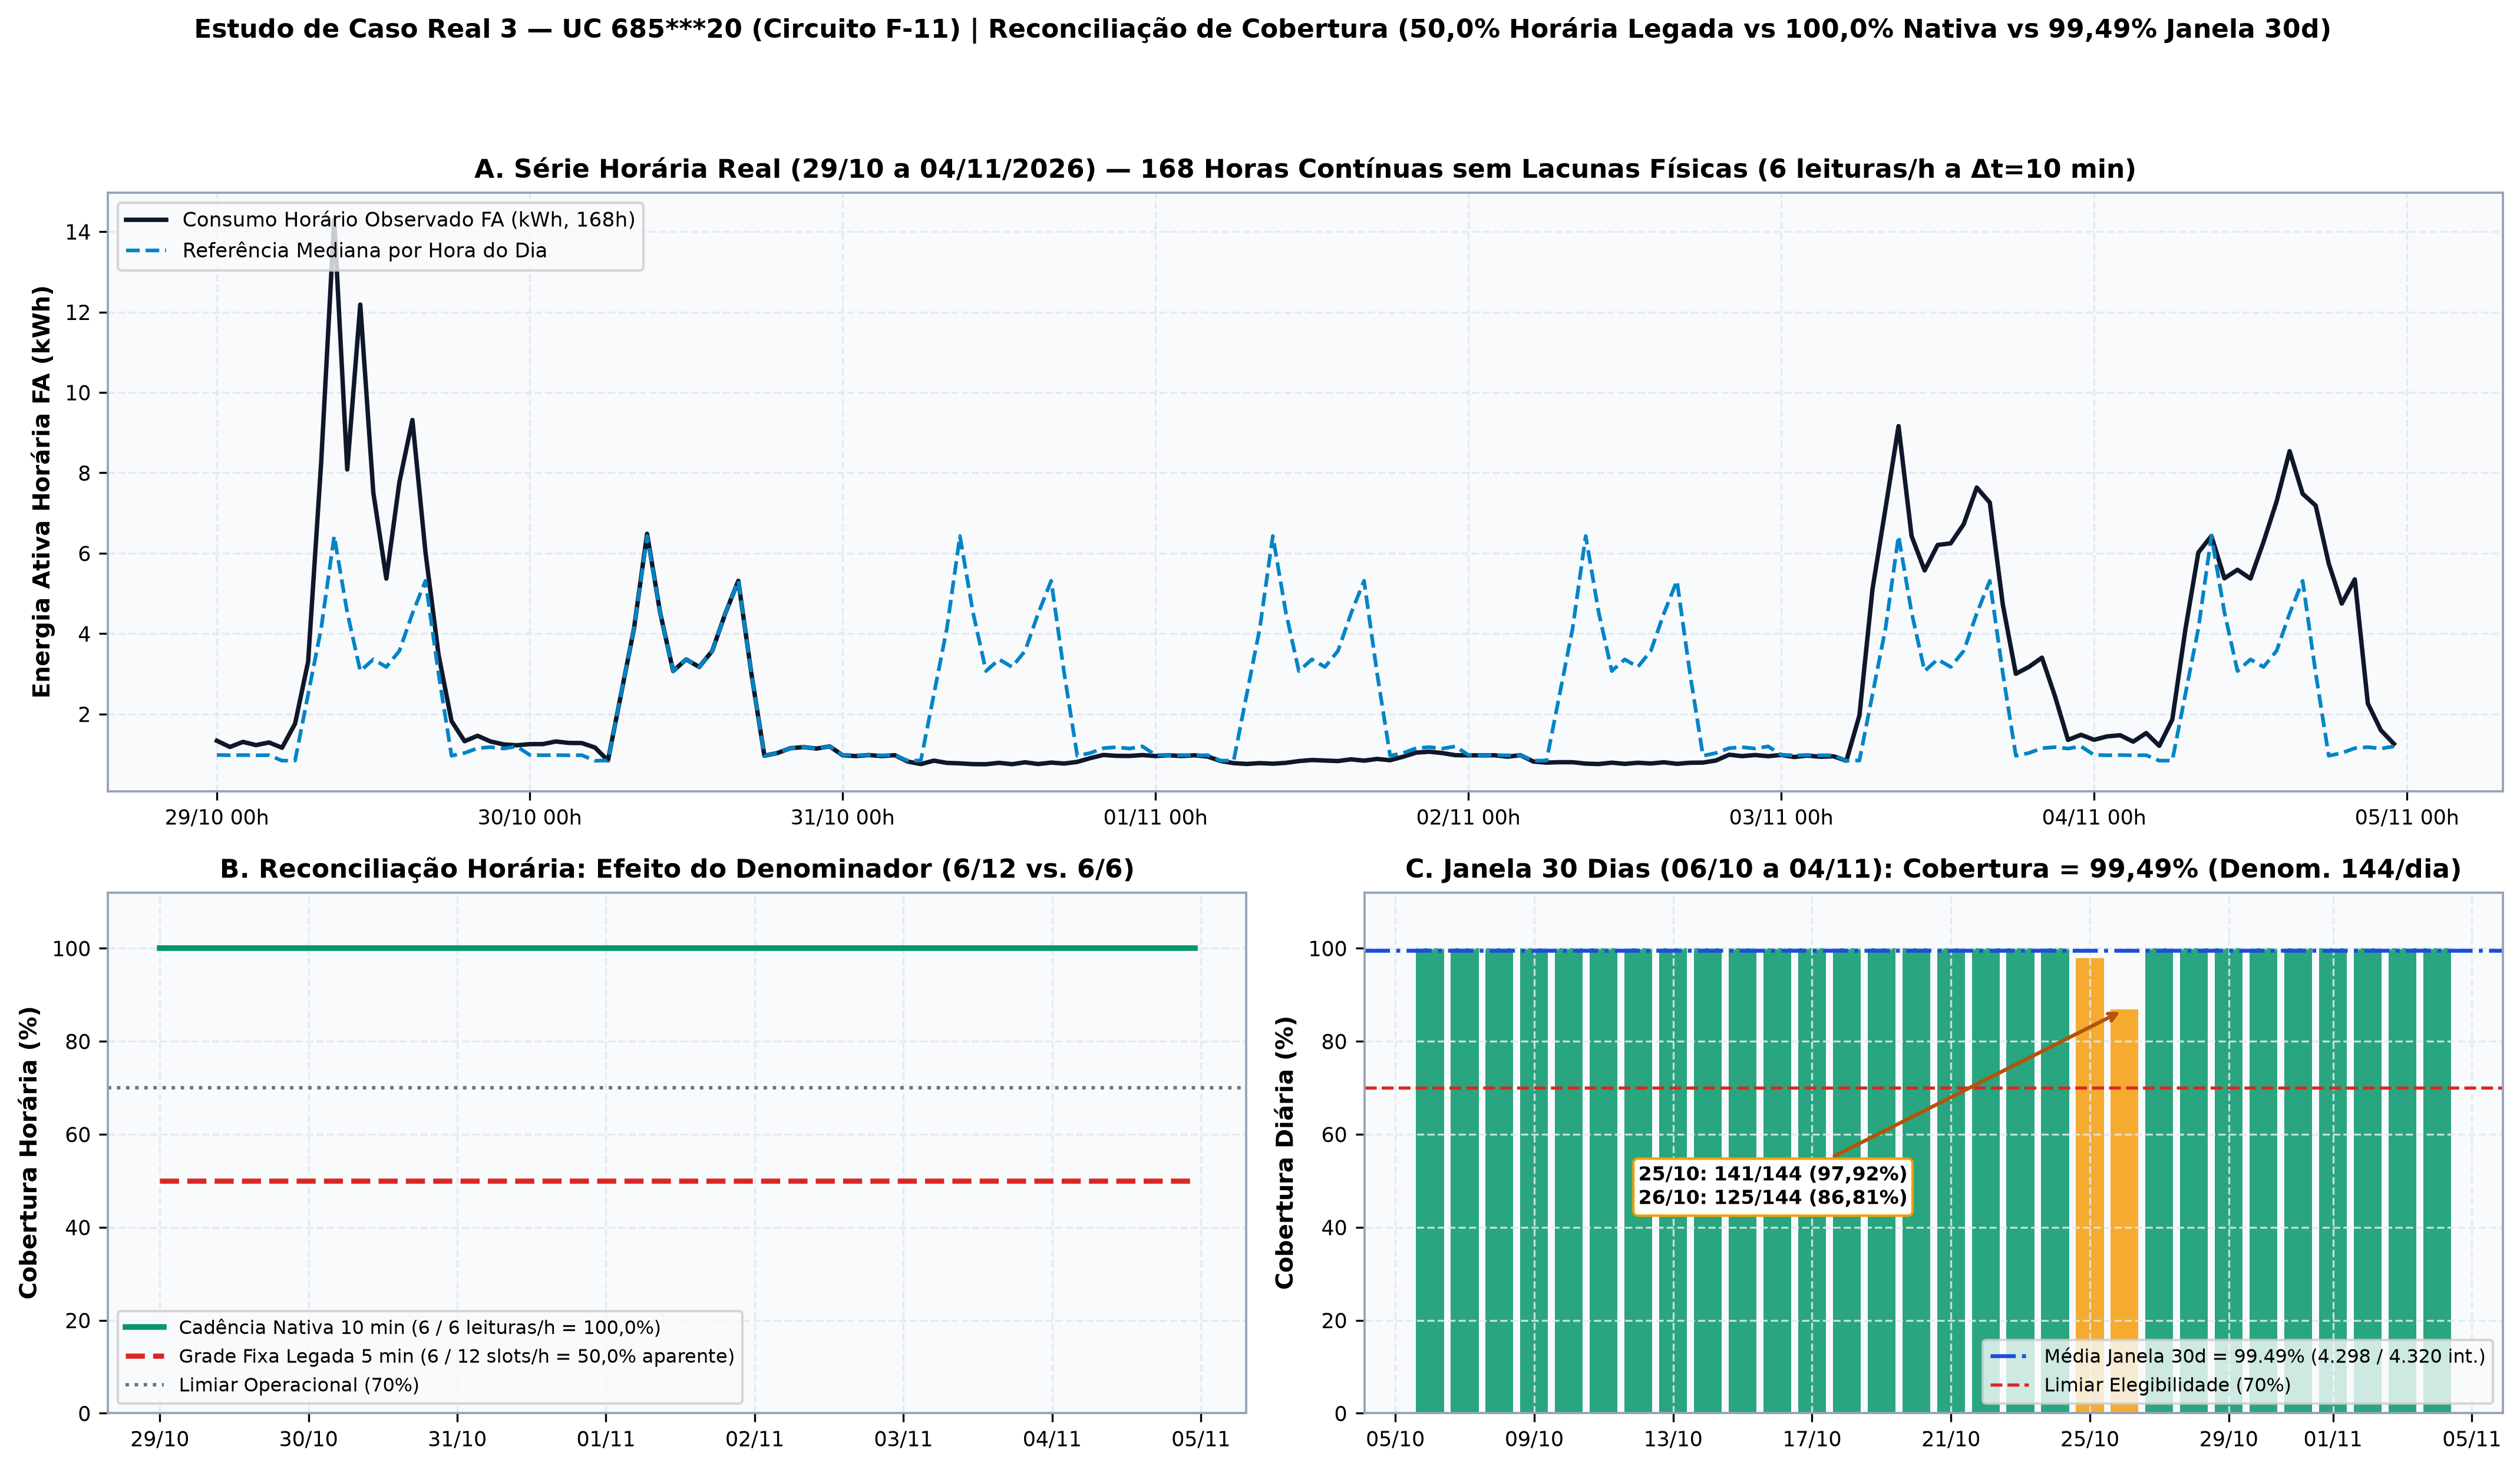 Estudo de Caso Real 3 — UC 685***20 (Circuito F-11) | Reconciliação de Cobertura (50,0% Horária Legada vs 100,0% Nativa vs 99,49% Janela 30d)
A. Série Horária Real (29/10 a 04/11/2026) — 168 Horas Contínuas sem Lacunas Físicas (6 leituras/h a Δt=10 min)
Energia Ativa Horária FA (kWh)
Consumo Horário Observado FA (kWh, 168h)
Referência Mediana por Hora do Dia
14
12
10
8
6
4
2
29/10 00h
30/10 00h
31/10 00h
01/11 00h
02/11 00h
03/11 00h
04/11 00h
05/11 00h
B. Reconciliação Horária: Efeito do Denominador (6/12 vs. 6/6)
Cobertura Horária (%)
100
80
60
40
20
0
Cadência Nativa 10 min (6 / 6 leituras/h = 100,0%)
Grade Fixa Legada 5 min (6 / 12 slots/h = 50,0% aparente)
Limiar Operacional (70%)
29/10
30/10
31/10
01/11
02/11
03/11
04/11
05/11
C. Janela 30 Dias (06/10 a 04/11): Cobertura = 99,49% (Denom. 144/dia)
Cobertura Diária (%)
100
80
60
40
20
0
25/10: 141/144 (97,92%)
26/10: 125/144 (86,81%)
Média Janela 30d = 99.49% (4.298 / 4.320 int.)
Limiar Elegibilidade (70%)
05/10
09/10
13/10
17/10
21/10
25/10
29/10
01/11
05/11